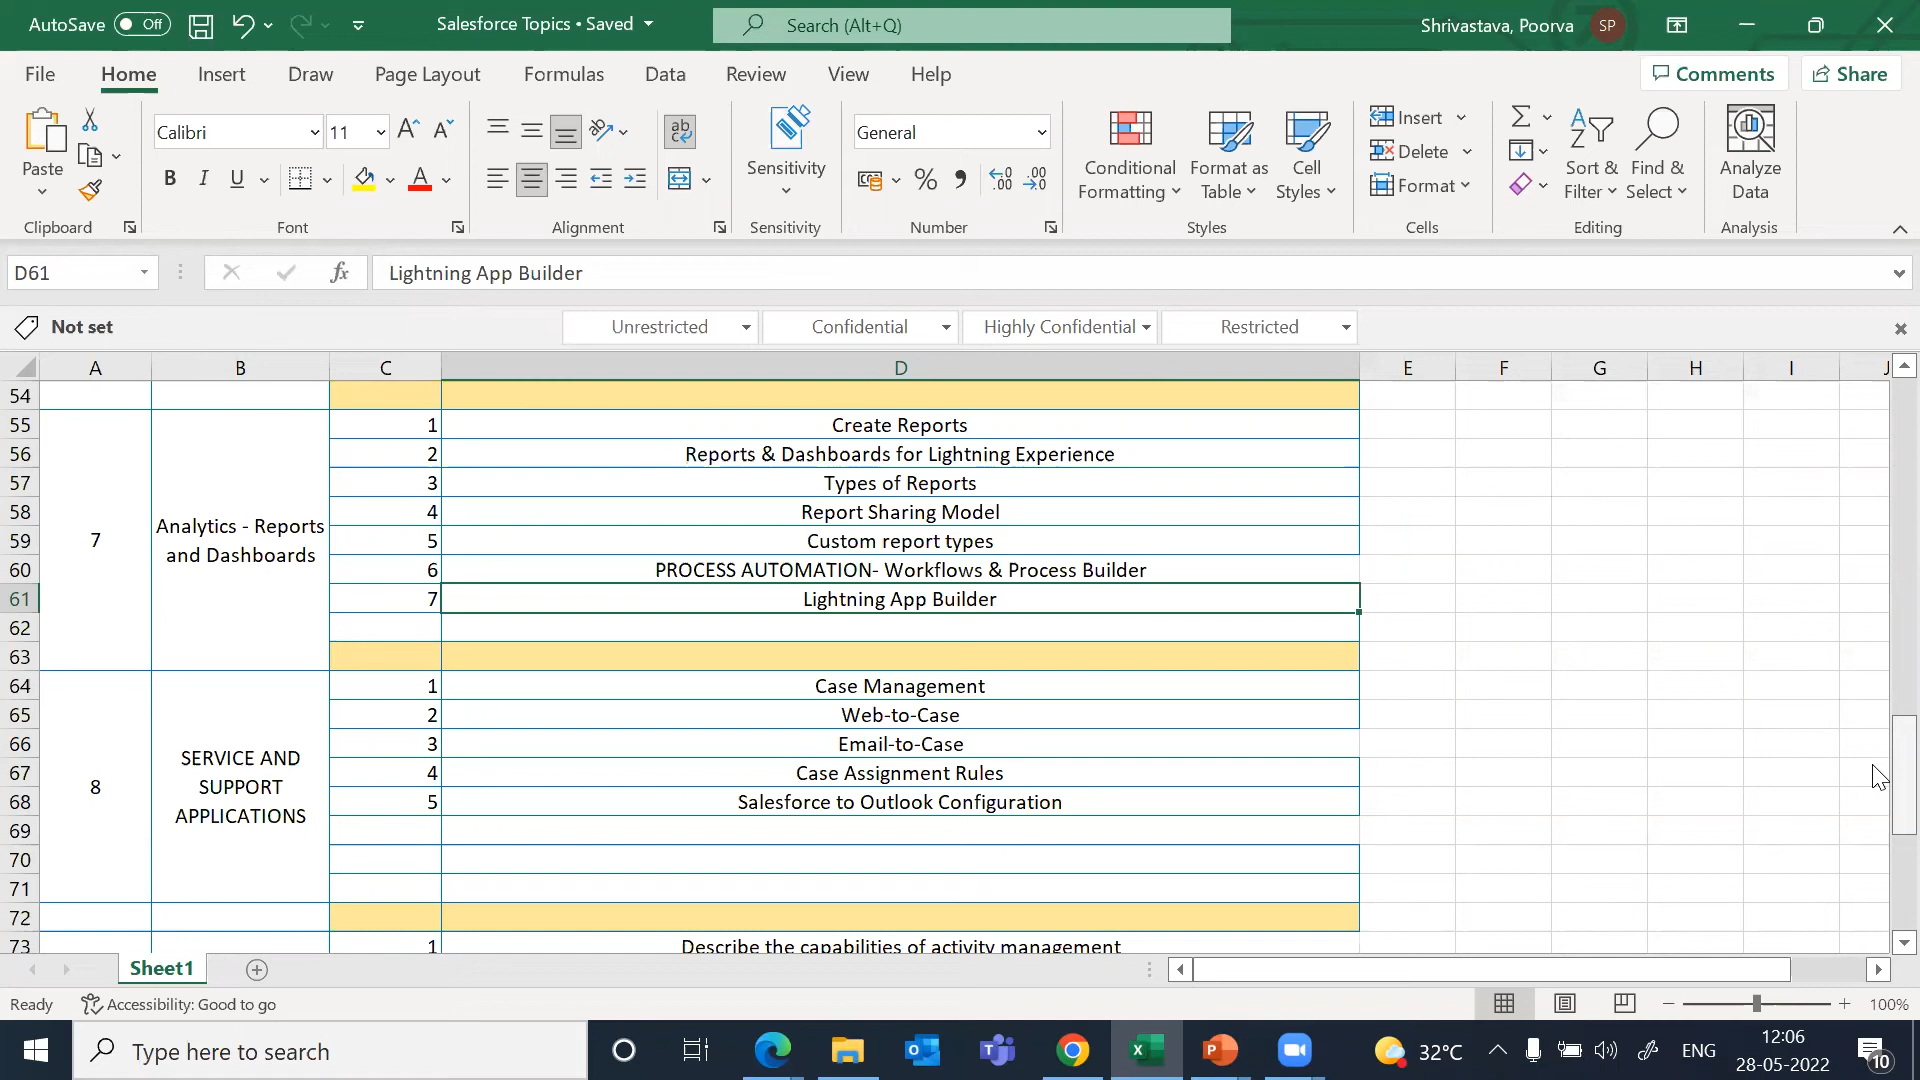 AutoSave Off Salesforce Topics • Saved Search (Alt+Q) Shrivastava, Poorva SP
File Home Insert Draw Page Layout Formulas Data Review View Help Comments Share
Paste
Calibri 11
B I U
ab
Sensitivity
General
% 
Conditional Formatting
Format as Table
Cell Styles
Insert
Delete
Format
Sort & Filter
Find & Select
Analyze Data
Clipboard Font Alignment Sensitivity Number Styles Cells Editing Analysis
D61 fx Lightning App Builder
Not set Unrestricted Confidential Highly Confidential Restricted
A B C D E F G H I J
54
55 1 Create Reports
56 2 Reports & Dashboards for Lightning Experience
57 3 Types of Reports
58 4 Report Sharing Model
7 Analytics - Reports and Dashboards
59 5 Custom report types
60 6 PROCESS AUTOMATION- Workflows & Process Builder
61 7 Lightning App Builder
62
63
64 1 Case Management
65 2 Web-to-Case
66 3 Email-to-Case
67 4 Case Assignment Rules
8 SERVICE AND SUPPORT APPLICATIONS
68 5 Salesforce to Outlook Configuration
69
70
71
72
73 1 Describe the capabilities of activity management
Sheet1
Ready Accessibility: Good to go 100%
Type here to search 32°C ENG 12:06
28-05-2022 10